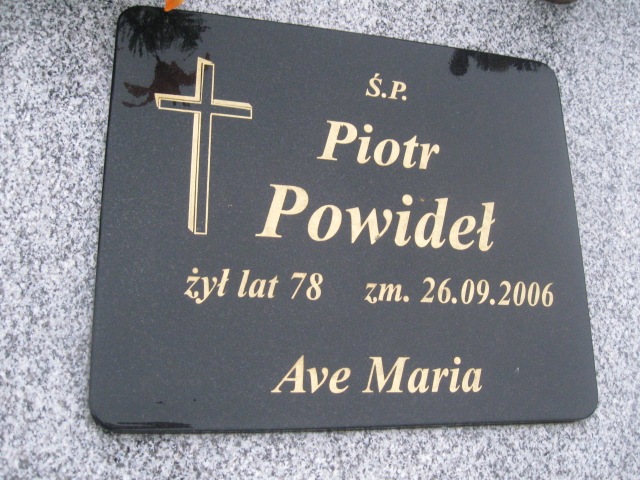 Ś.P.
Piotr
Powideł
żył lat 78 zm. 26.09.2006
Ave Maria